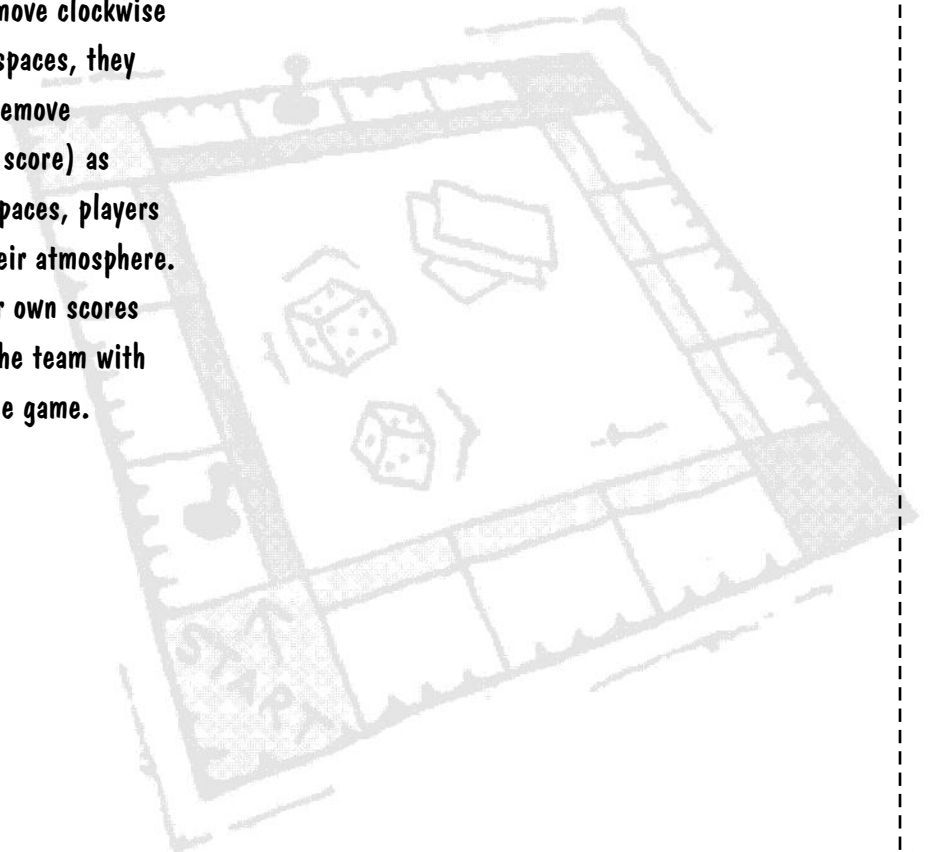 move clockwise
spaces, they
emove
score) as
paces, players
eir atmosphere.
r own scores
he team with
e game.
START